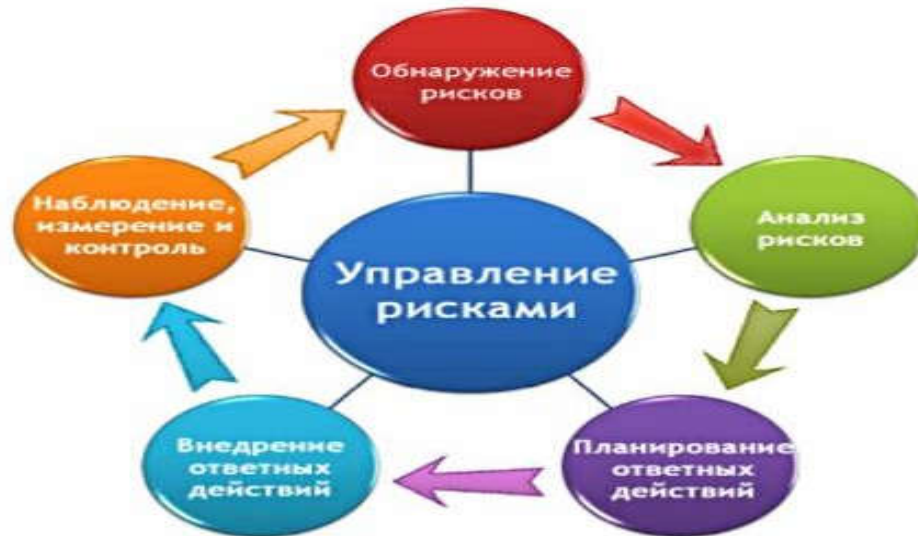 Обнаружение
рисков
Анализ
рисков
Планирование
ответных
действий
Внедрение
ответных
действий
Наблюдение,
измерение и
контроль
Управление
рисками